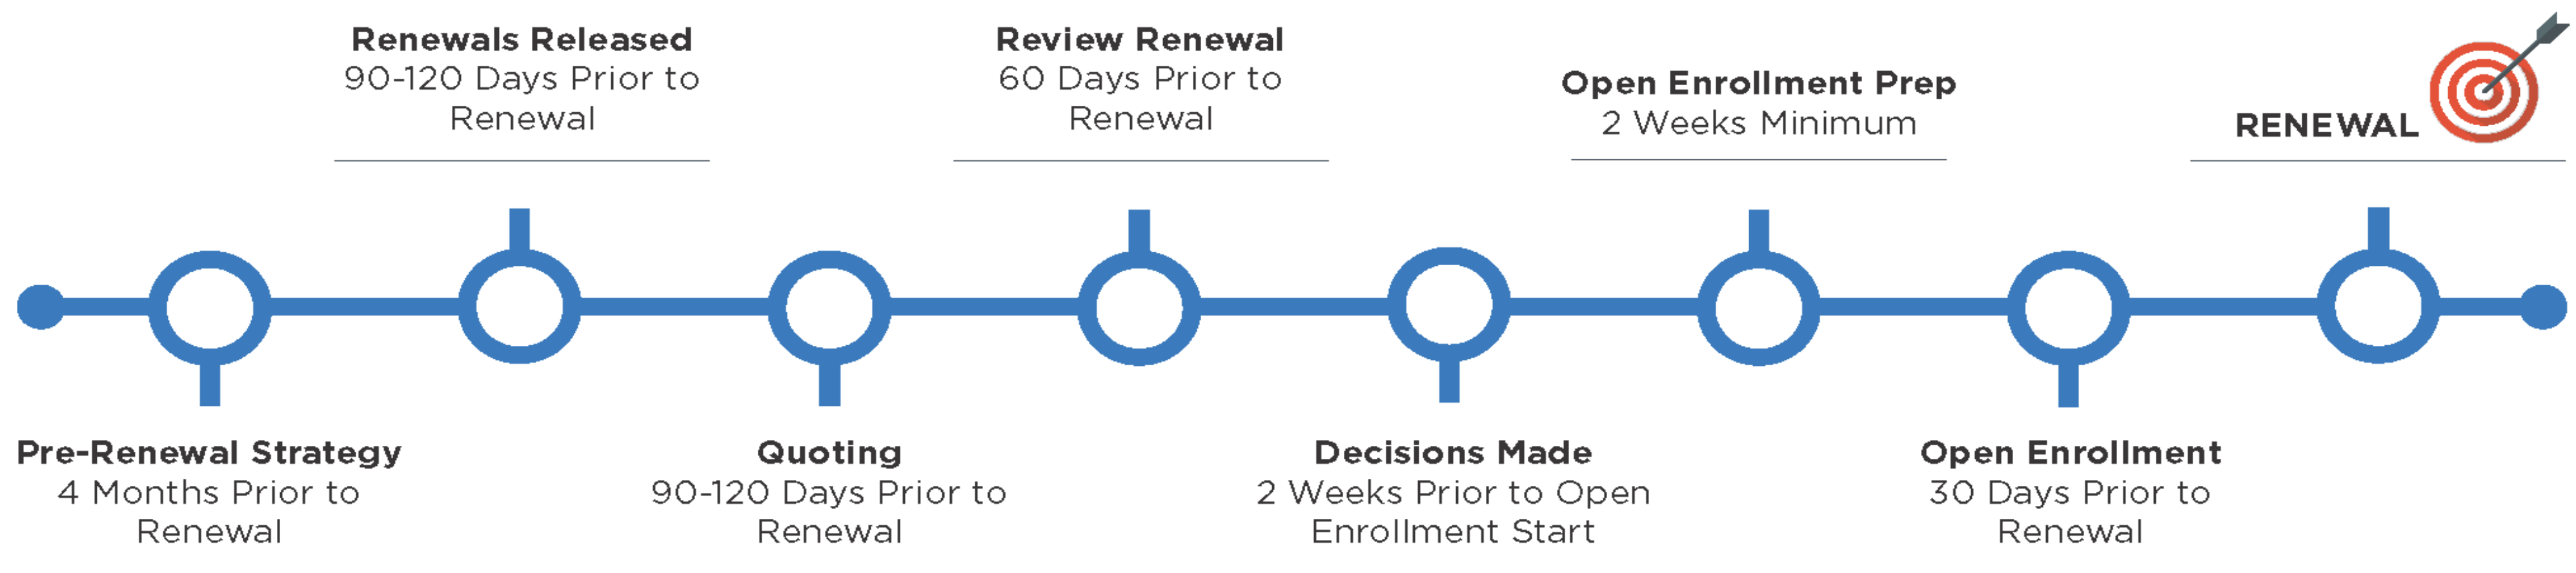 Pre-Renewal Strategy
4 Months Prior to
Renewal
Renewals Released
90-120 Days Prior to
Renewal
Quoting
90-120 Days Prior to
Renewal
Review Renewal
60 Days Prior to
Renewal
Decisions Made
2 Weeks Prior to Open
Enrollment Start
Open Enrollment Prep
2 Weeks Minimum
Open Enrollment
30 Days Prior to
Renewal
RENEWAL